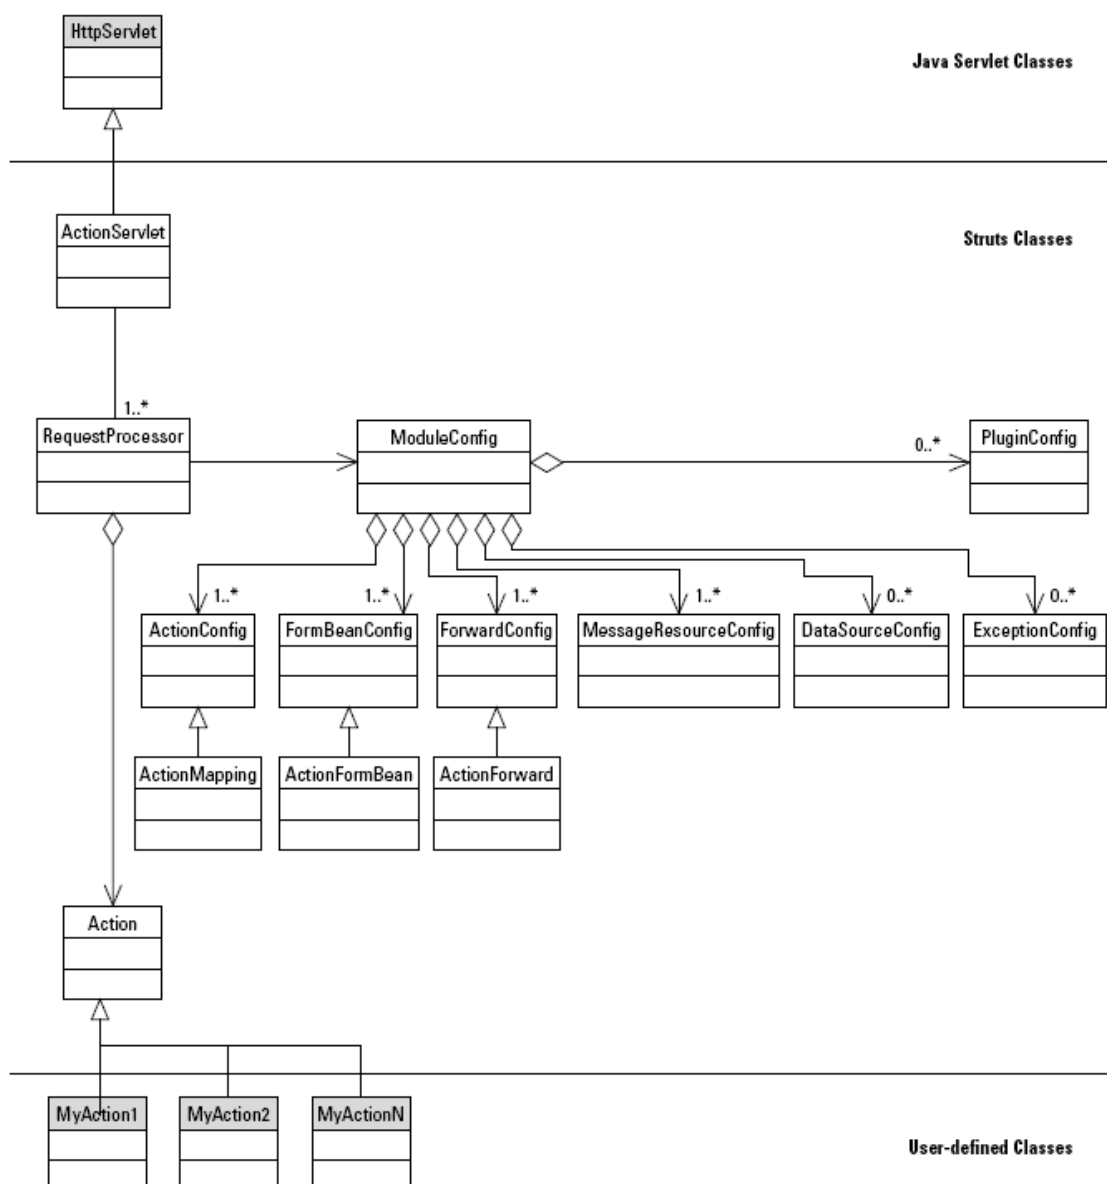 HttpServlet
Java Servlet Classes
ActionServlet
Struts Classes
1..*
RequestProcessor
ModuleConfig
0..*
PluginConfig
1..*
1..*
1..*
1..*
0..*
0..*
ActionConfig
FormBeanConfig
ForwardConfig
MessageResourceConfig
DataSourceConfig
ExceptionConfig
ActionMapping
ActionFormBean
ActionForward
Action
MyAction1
MyAction2
MyActionN
User-defined Classes